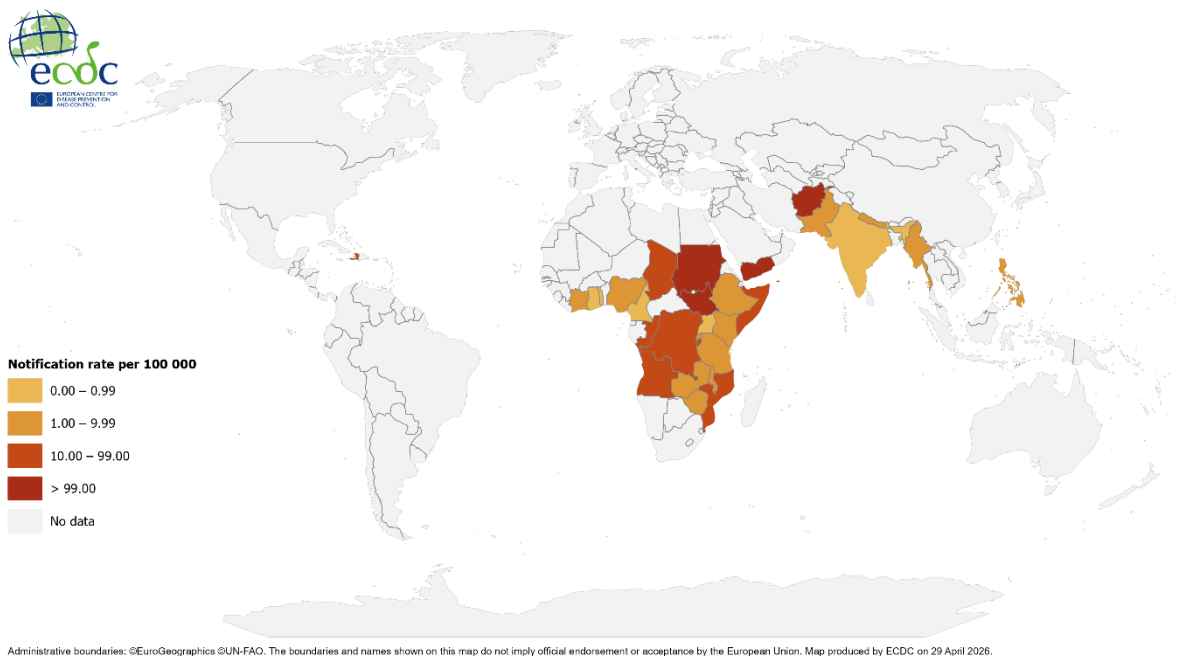 ecdc
EUROPEAN CENTRE FOR
DISEASE PREVENTION
AND CONTROL
Notification rate per 100 000
0.00 – 0.99
1.00 – 9.99
10.00 – 99.00
> 99.00
No data
Administrative boundaries: ©EuroGeographics ©UN-FAO. The boundaries and names shown on this map do not imply official endorsement or acceptance by the European Union. Map produced by ECDC on 29 April 2026.